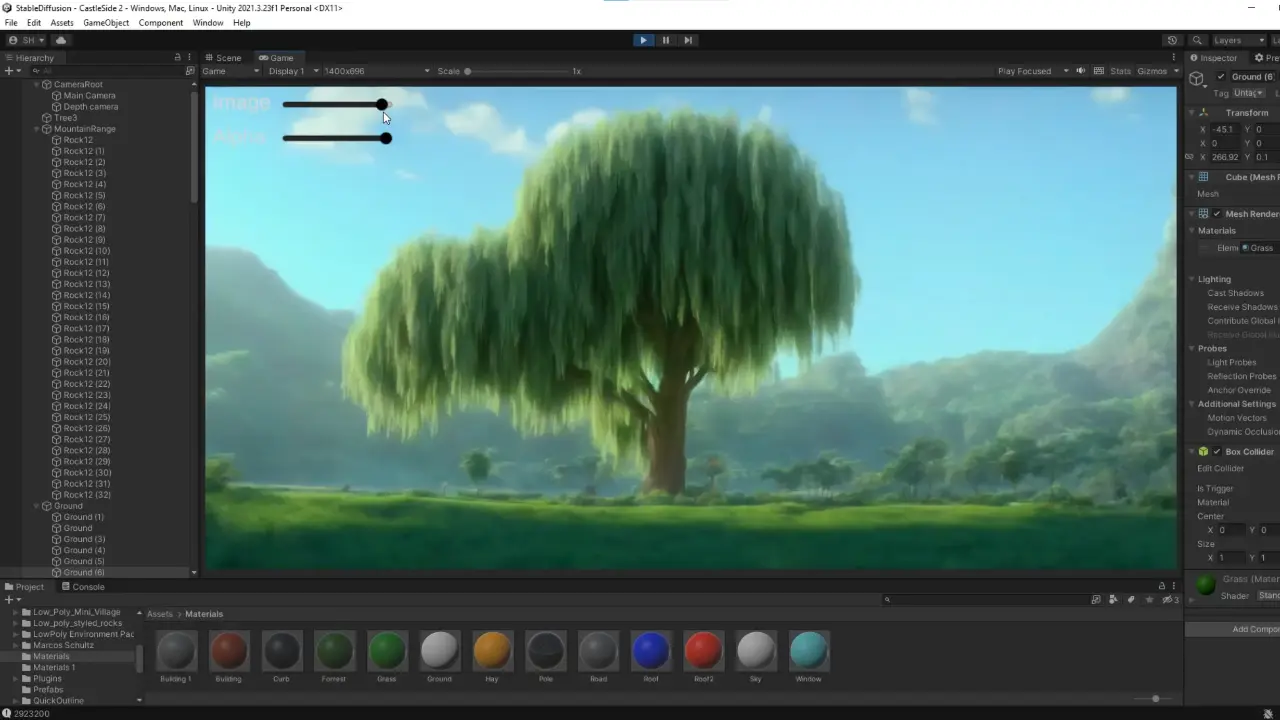 StableDiffusion - CastleSide 2 - Windows, Mac, Linux - Unity 2021.3.23f1 Personal <DX11>
File Edit Assets GameObject Component Window Help
SH Layers
Hierarchy Scene Game Inspector
All Game Display 1 1400x696 Scale 1x Play Focused Stats Gizmos
CameraRoot
Main Camera
Depth camera
Tree3
MountainRange
Rock12
Rock12 (1)
Rock12 (2)
Rock12 (3)
Rock12 (4)
Rock12 (5)
Rock12 (6)
Rock12 (7)
Rock12 (8)
Rock12 (9)
Rock12 (10)
Rock12 (11)
Rock12 (12)
Rock12 (13)
Rock12 (14)
Rock12 (15)
Rock12 (16)
Rock12 (17)
Rock12 (18)
Rock12 (19)
Rock12 (20)
Rock12 (21)
Rock12 (22)
Rock12 (23)
Rock12 (24)
Rock12 (25)
Rock12 (26)
Rock12 (27)
Rock12 (28)
Rock12 (29)
Rock12 (30)
Rock12 (31)
Rock12 (32)
Ground
Ground (1)
Ground
Ground (3)
Ground (4)
Ground (5)
Ground (6)
Image
Ground (6
Tag Untag
Transform
X -45.1 Y 0
X 0 Y 0
X 266.92 Y 0.1
Cube (Mesh F
Mesh
Mesh Render
Materials
Elem Grass
Lighting
Cast Shadows
Receive Shadows
Contribute Global
Probes
Light Probes
Reflection Probes
Anchor Override
Additional Settings
Motion Vectors
Dynamic Occlusion
Box Collider
Edit Collider
Is Trigger
Material
Center
X 0 Y 0
Size
X 1 Y 1
Grass (Mater
Shader Stand
Add Compo
Project Console
3
Low_Poly_Mini_Village
Low_poly_styled_rocks
LowPoly Environment Pac
Marcos Schultz
Materials
Materials 1
Plugins
Prefabs
QuickOutline
Assets > Materials
Building 1 Building Curb Forrest Grass Ground Hay Pole Road Roof Roof2 Sky Window
2923200